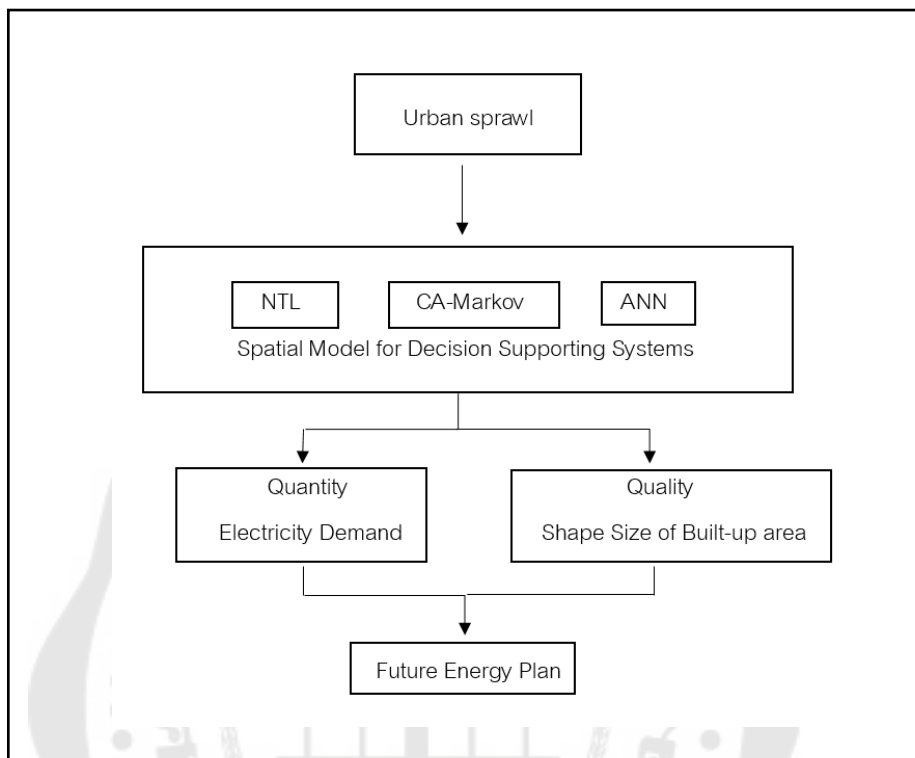 Urban sprawl
NTL
CA-Markov
ANN
Spatial Model for Decision Supporting Systems
Quantity
Electricity Demand
Quality
Shape Size of Built-up area
Future Energy Plan